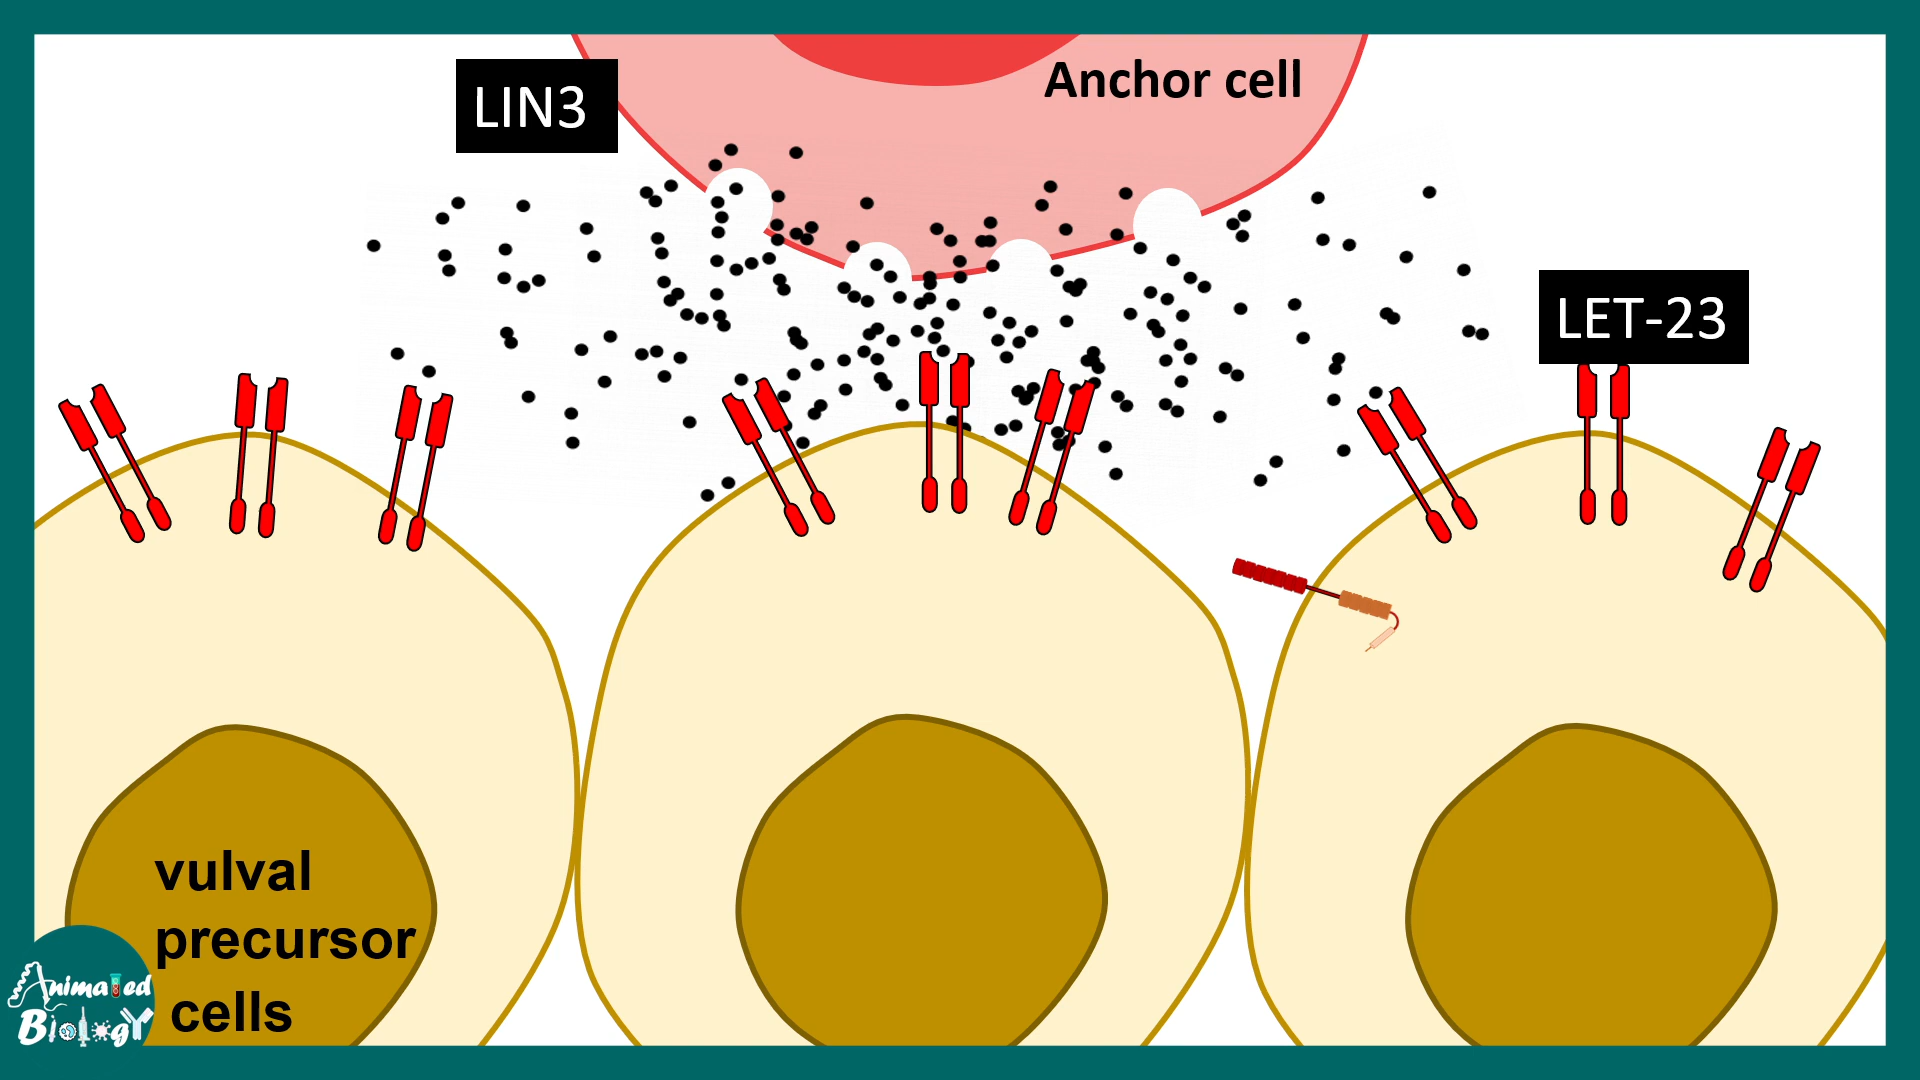 LIN3
Anchor cell
LET-23
vulval
precursor
cells
Animated
Biology